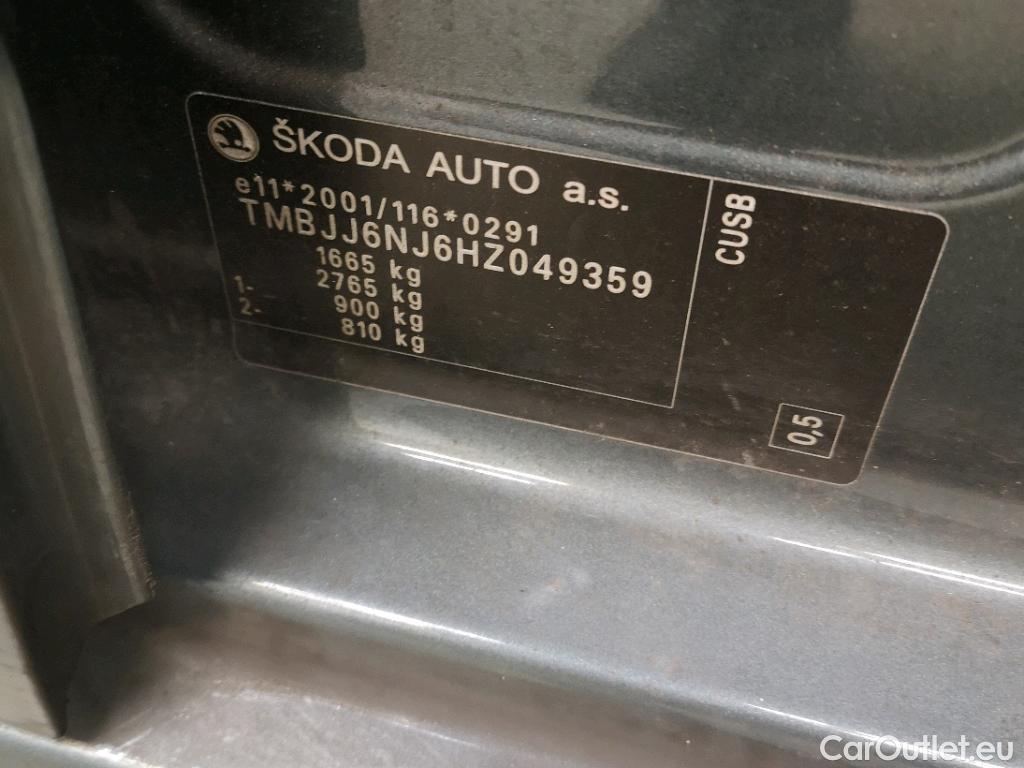 ŠKODA AUTO a.s.
e11*2001/116*0291
TMBJJ6NJ6HZ049359
1665 kg
2765 kg
1- 900 kg
2- 810 kg
CUSB
0,5
CarOutlet.eu